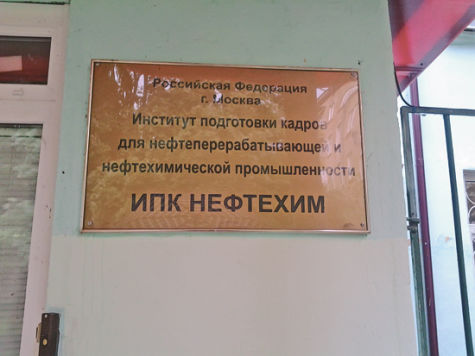 Российская Федерация
г. Москва
Институт подготовки кадров
для нефтеперерабатывающей и
нефтехимической промышленности
ИПК НЕФТЕХИМ